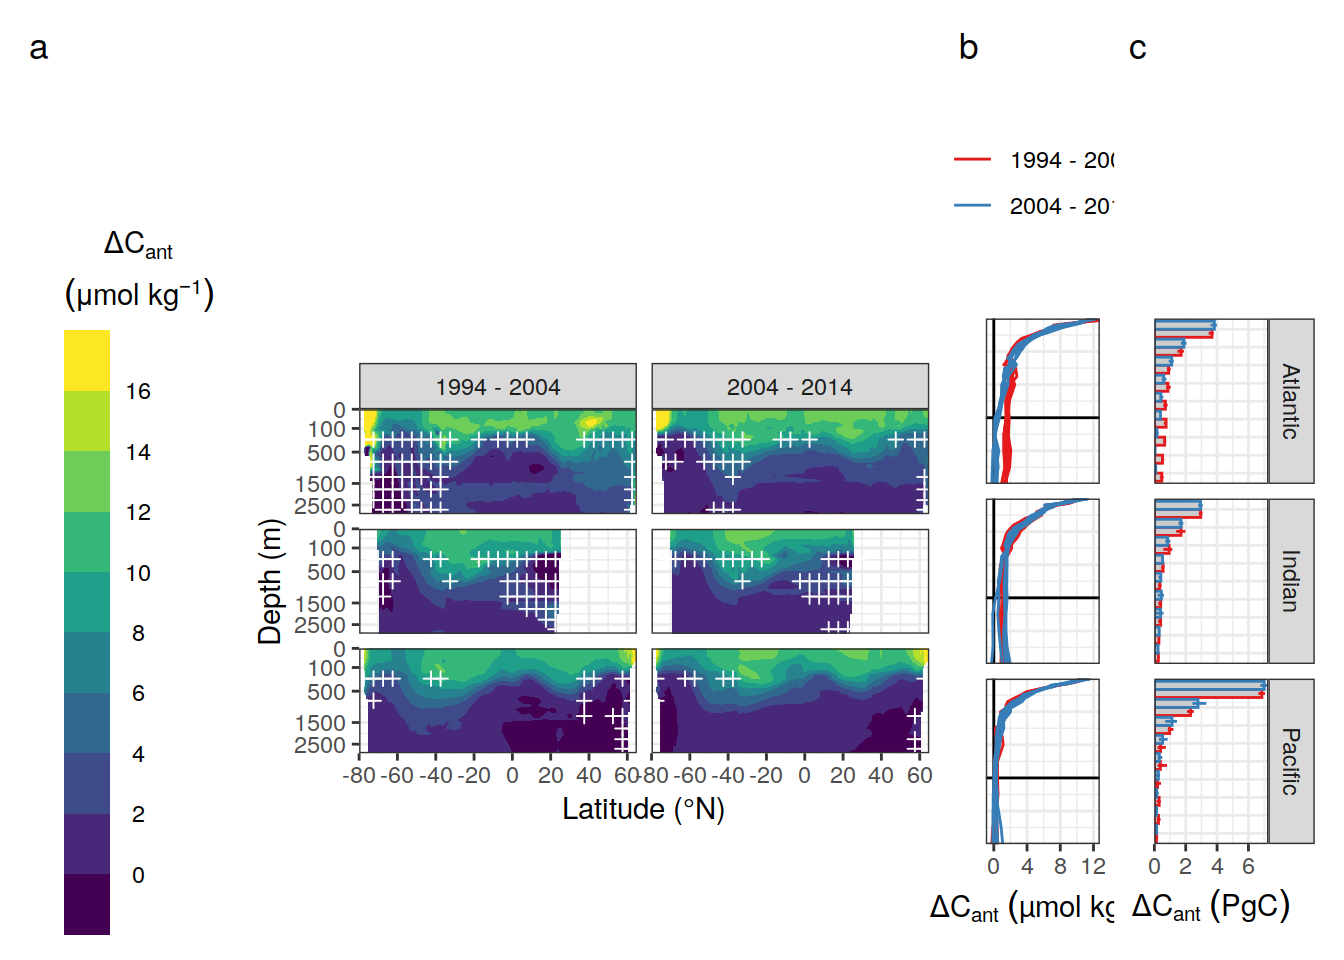 a
b
c
1994 - 200
2004 - 201
ΔCant
(μmol kg−1)
16
14
12
10
8
6
4
2
0
1994 - 2004
2004 - 2014
Depth (m)
0
100
500
1500
2500
0
100
500
1500
2500
0
100
500
1500
2500
-80 -60 -40 -20 0 20 40 60
-80 -60 -40 -20 0 20 40 60
Latitude (°N)
0 4 8 12
ΔCant (μmol kg
0 2 4 6
ΔCant (PgC)
Atlantic
Indian
Pacific